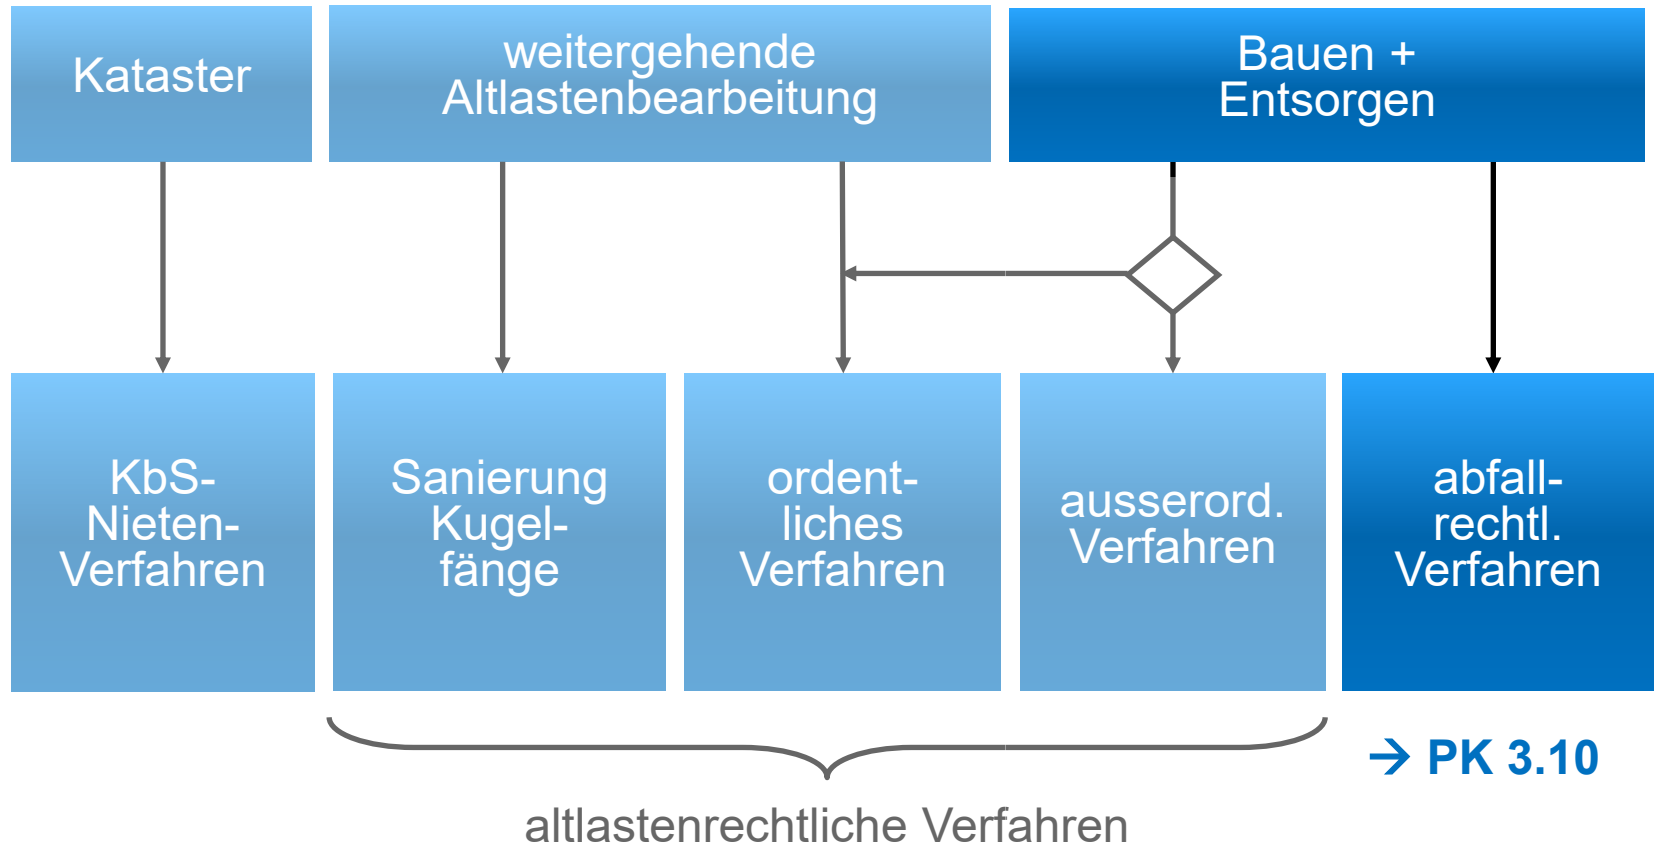 Kataster
weitergehende
Altlastenbearbeitung
Bauen +
Entsorgen
KbS-
Nieten-
Verfahren
Sanierung
Kugel-
fänge
ordent-
liches
Verfahren
ausserord.
Verfahren
abfall-
rechtl.
Verfahren
→ PK 3.10
altlastenrechtliche Verfahren